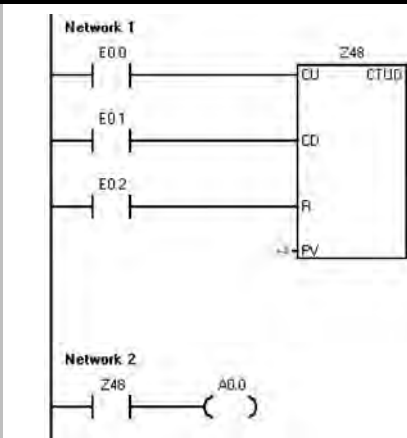 Network 1
E0.0
Z48
CU CTUD
E0.1
CD
E0.2
R
PV
Network 2
Z48 A0.0